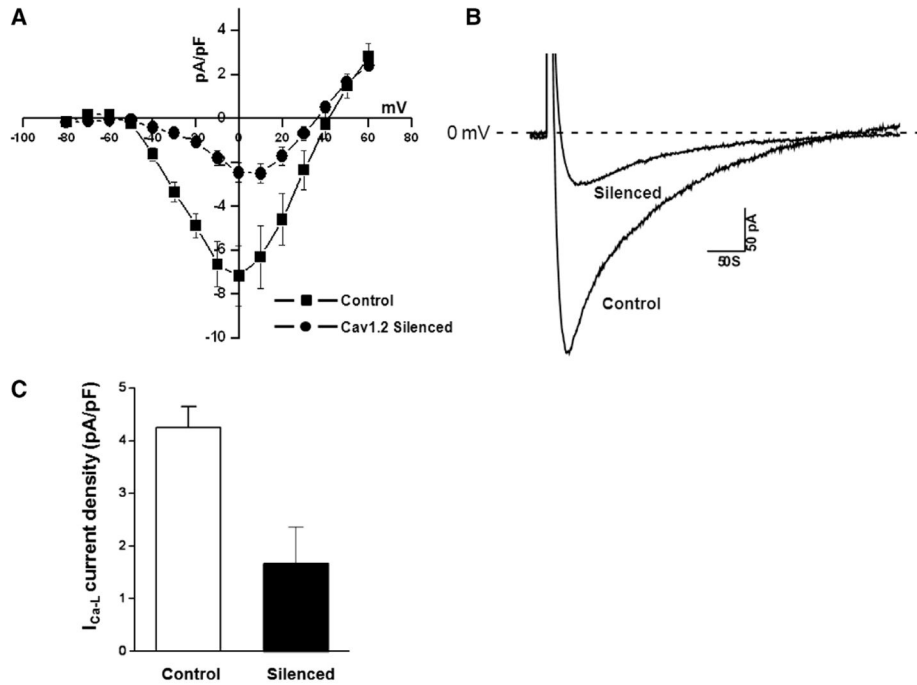 A
4
pA/pF
2
mV
-100 -80 -60 -40 -20 0 0 20 40 60 80
-2
-4
-6
-8
-10
Control
Cav1.2 Silenced
B
0 mV
Silenced
50 pA
50S
Control
C
I Ca-L current density (pA/pF)
5
4
3
2
1
0
Control Silenced